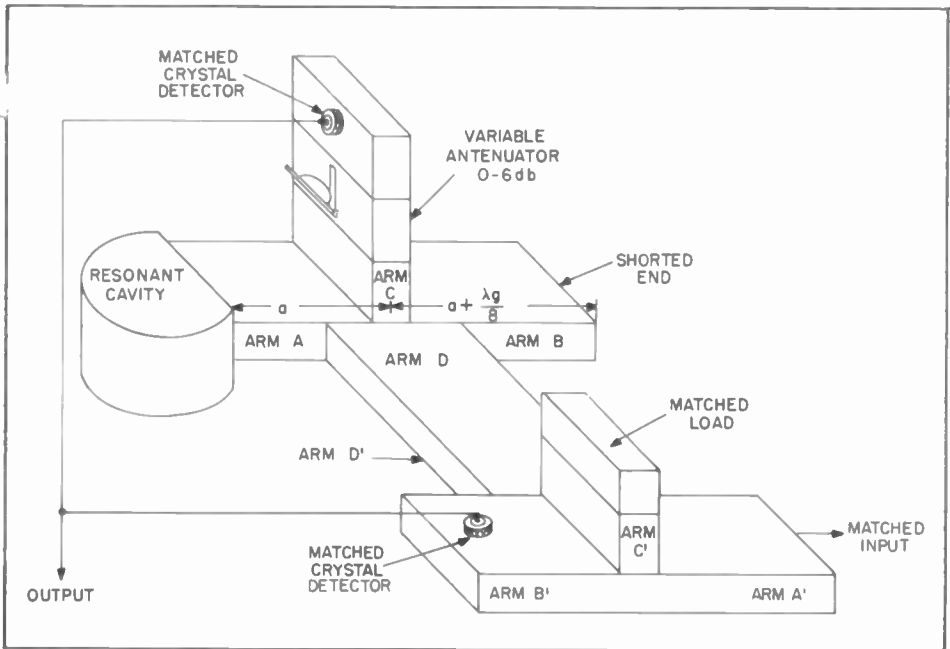 MATCHED
CRYSTAL
DETECTOR
VARIABLE
ANTENUATOR
0-6db
RESONANT
CAVITY
ARM
C
SHORTED
END
a
a + λg/8
ARM A
ARM D
ARM B
MATCHED
LOAD
ARM D'
MATCHED
CRYSTAL
DETECTOR
ARM
C'
MATCHED
INPUT
OUTPUT
ARM B'
ARM A'